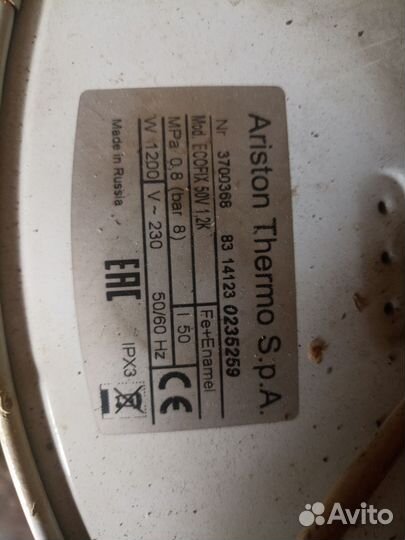 Ariston Thermo S.p.A.
Nr 3700368 83 14123 0235259
Mod. ECOFIX 50V 1.2K Fe+Enamel
MPa 0,8 (bar 8) l 50
W 1200 V~ 230 50/60 Hz CE
Made in Russia EAC IPX3
Avito